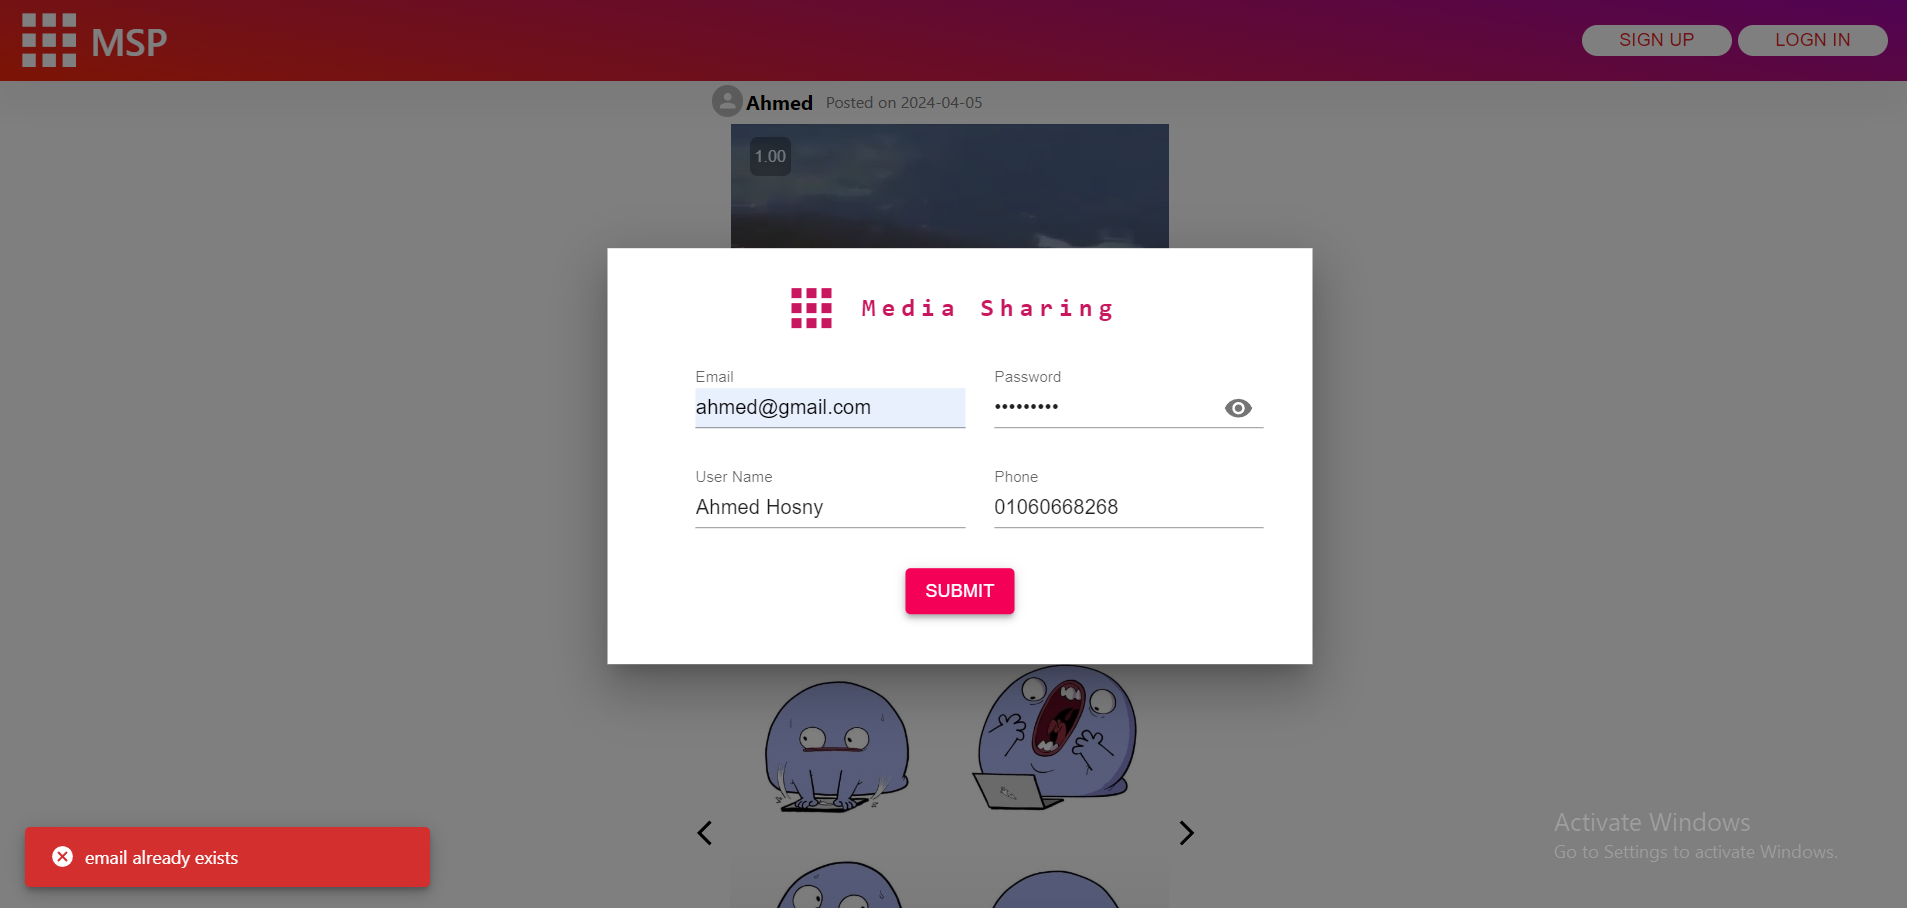 MSP
SIGN UP
LOGN IN
Ahmed Posted on 2024-04-05
1.00
Media Sharing
Email
Password
ahmed@gmail.com
•••••••••
User Name
Phone
Ahmed Hosny
01060668268
SUBMIT
email already exists
Activate Windows
Go to Settings to activate Windows.